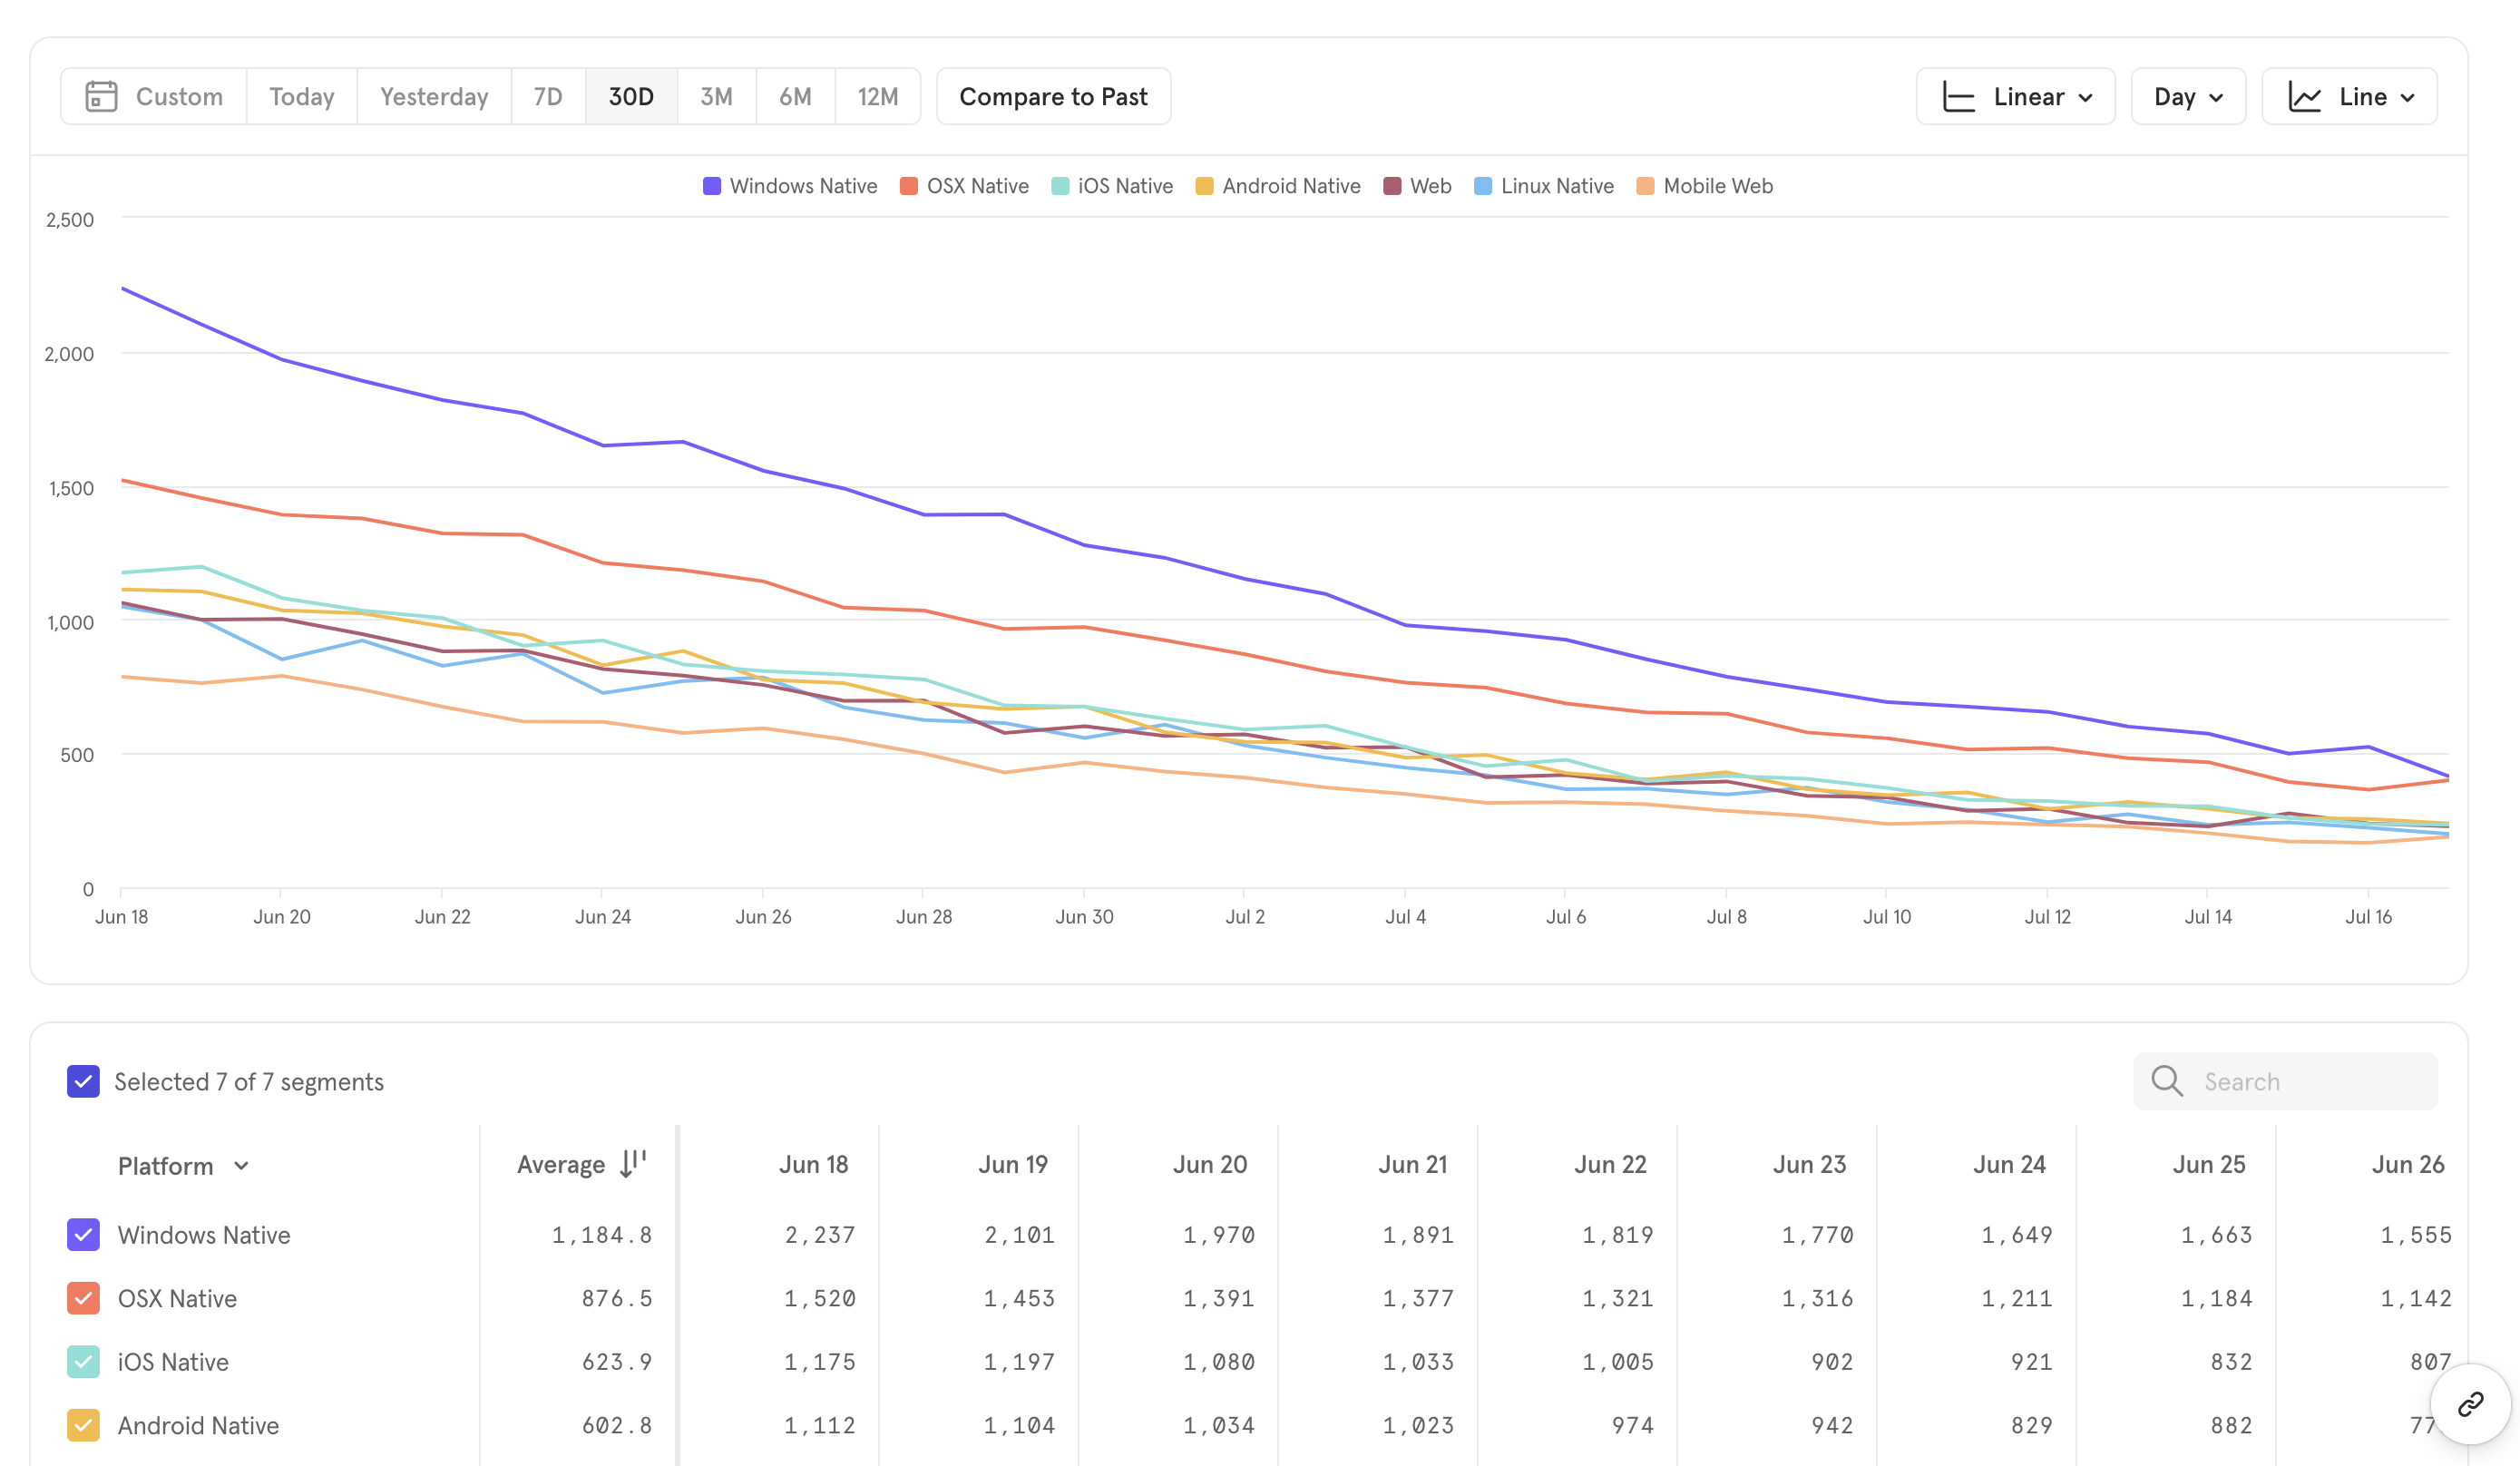 Custom Today Yesterday 7D 30D 3M 6M 12M Compare to Past Linear Day Line
Windows Native OSX Native iOS Native Android Native Web Linux Native Mobile Web
2,500
2,000
1,500
1,000
500
0
Jun 18 Jun 20 Jun 22 Jun 24 Jun 26 Jun 28 Jun 30 Jul 2 Jul 4 Jul 6 Jul 8 Jul 10 Jul 12 Jul 14 Jul 16
Selected 7 of 7 segments Search
Platform Average Jun 18 Jun 19 Jun 20 Jun 21 Jun 22 Jun 23 Jun 24 Jun 25 Jun 26
Windows Native 1,184.8 2,237 2,101 1,970 1,891 1,819 1,770 1,649 1,663 1,555
OSX Native 876.5 1,520 1,453 1,391 1,377 1,321 1,316 1,211 1,184 1,142
iOS Native 623.9 1,175 1,197 1,080 1,033 1,005 902 921 832 807
Android Native 602.8 1,112 1,104 1,034 1,023 974 942 829 882